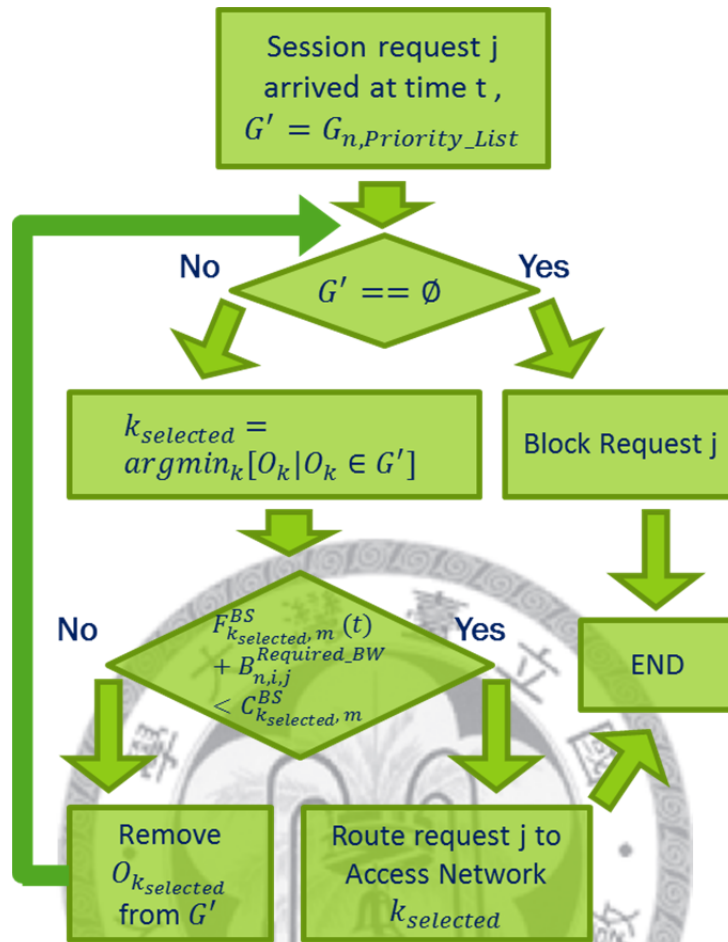 Session request j
arrived at time t ,
G′ = G_{n,Priority_List}
No
Yes
G′ == ∅
k_{selected} =
argmin_k[O_k|O_k ∈ G′]
Block Request j
No
Yes
F^{BS}_{k_{selected}, m} (t)
+ B^{Required_BW}_{n,i,j}
< C^{BS}_{k_{selected}, m}
END
Remove
O_{k_{selected}}
from G′
Route request j to
Access Network
k_{selected}